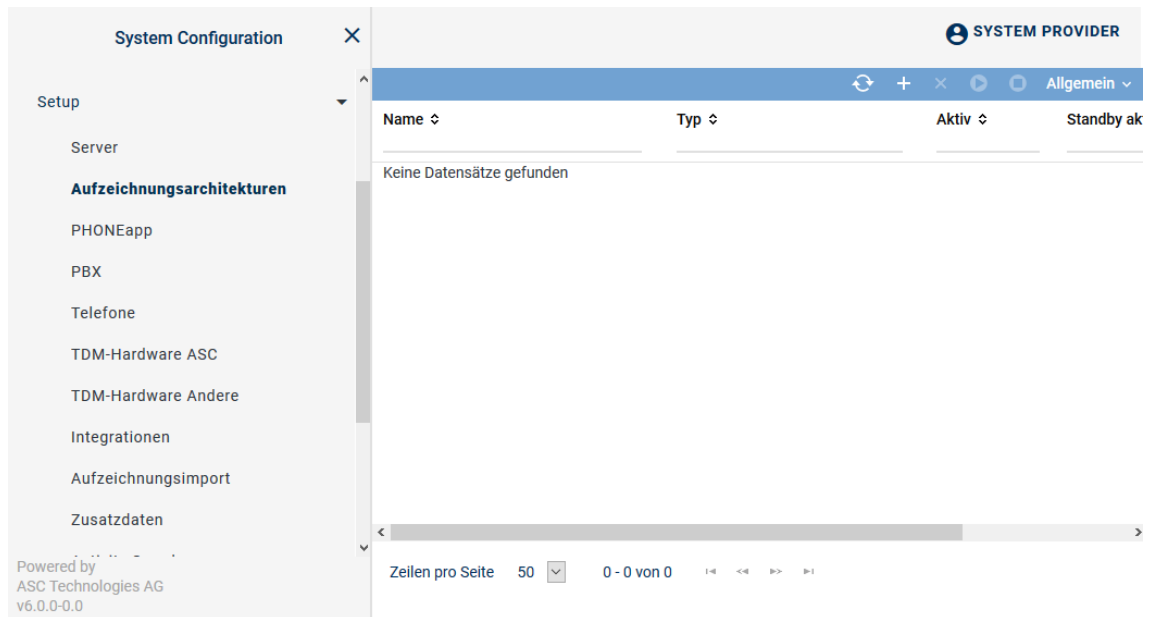 System Configuration
SYSTEM PROVIDER
Setup
Server
Aufzeichnungsarchitekturen
PHONEapp
PBX
Telefone
TDM-Hardware ASC
TDM-Hardware Andere
Integrationen
Aufzeichnungsimport
Zusatzdaten
Powered by
ASC Technologies AG
v6.0.0-0.0
Allgemein
Name Typ Aktiv Standby ak
Keine Datensätze gefunden
Zeilen pro Seite 50 0 - 0 von 0